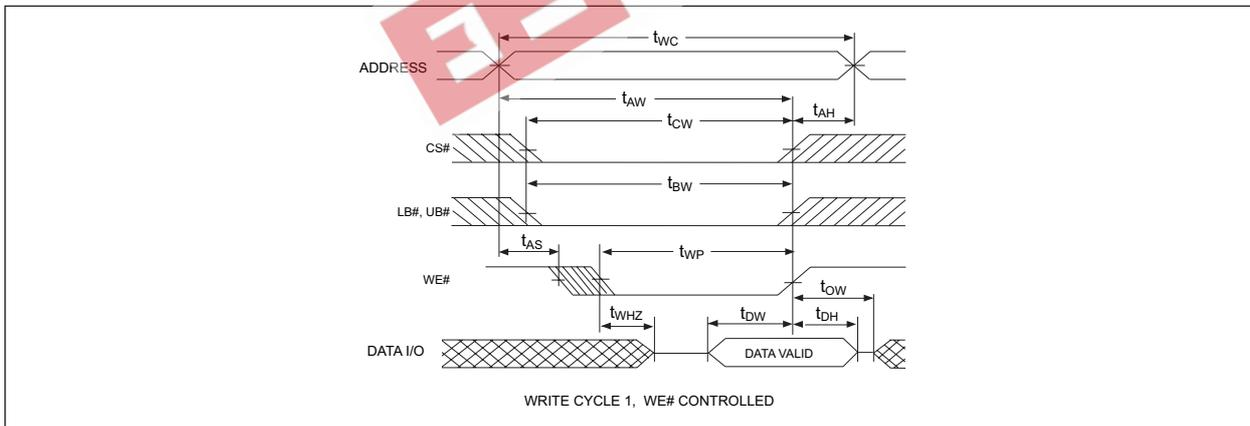 tWC
ADDRESS
tAW
tAH
tCW
CS#
tBW
LB#, UB#
tAS
tWP
WE#
tOW
tWHZ
tDW
tDH
DATA I/O
DATA VALID
WRITE CYCLE 1, WE# CONTROLLED